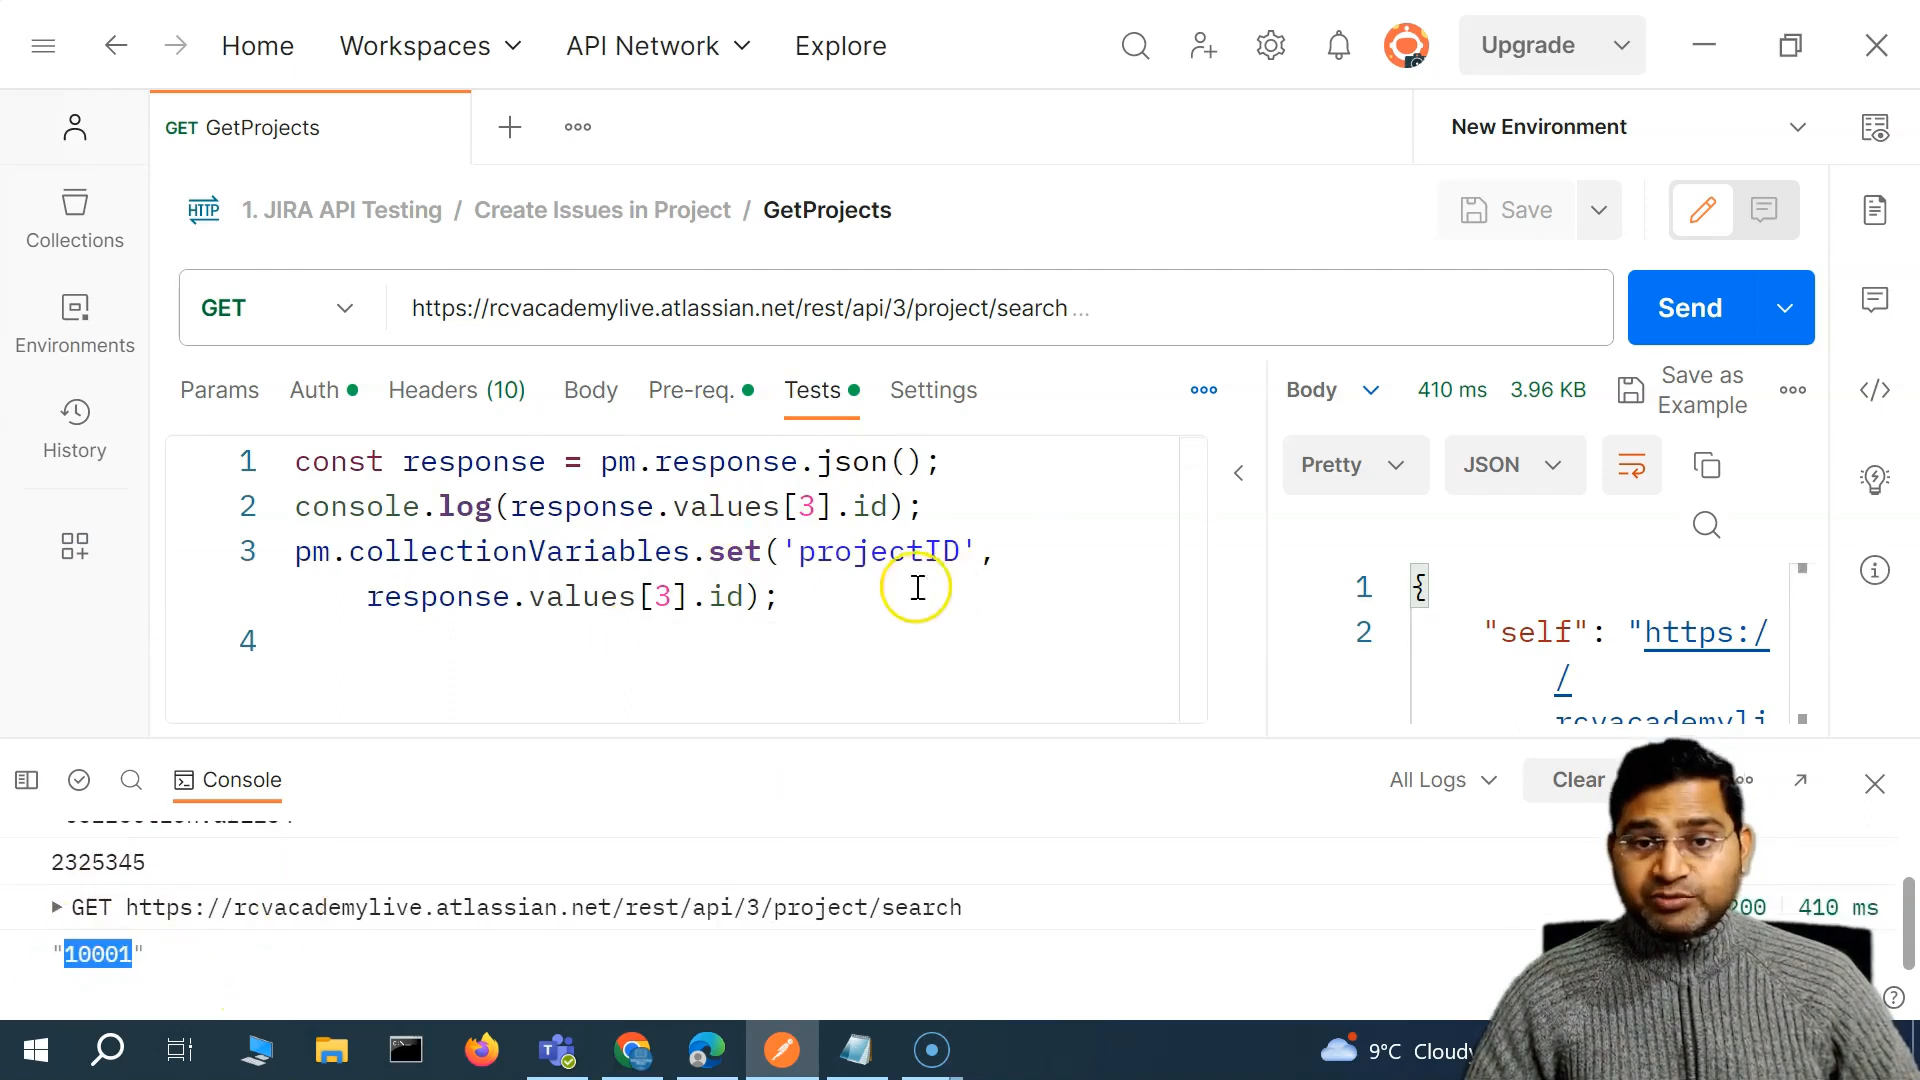 Home Workspaces API Network Explore Upgrade
GET GetProjects New Environment
HTTP 1. JIRA API Testing / Create Issues in Project / GetProjects Save
Collections
GET https://rcvacademylive.atlassian.net/rest/api/3/project/search ... Send
Environments
Params Auth Headers (10) Body Pre-req. Tests Settings Body 410 ms 3.96 KB Save as Example
History
Pretty JSON
1 const response = pm.response.json();
2 console.log(response.values[3].id);
3 pm.collectionVariables.set('projectID',
response.values[3].id);
4
1 {
2 "self": "https:/
/
rcvacademyli
Console All Logs Clear
2325345
GET https://rcvacademylive.atlassian.net/rest/api/3/project/search 200 410 ms
"10001"
9°C Cloudy